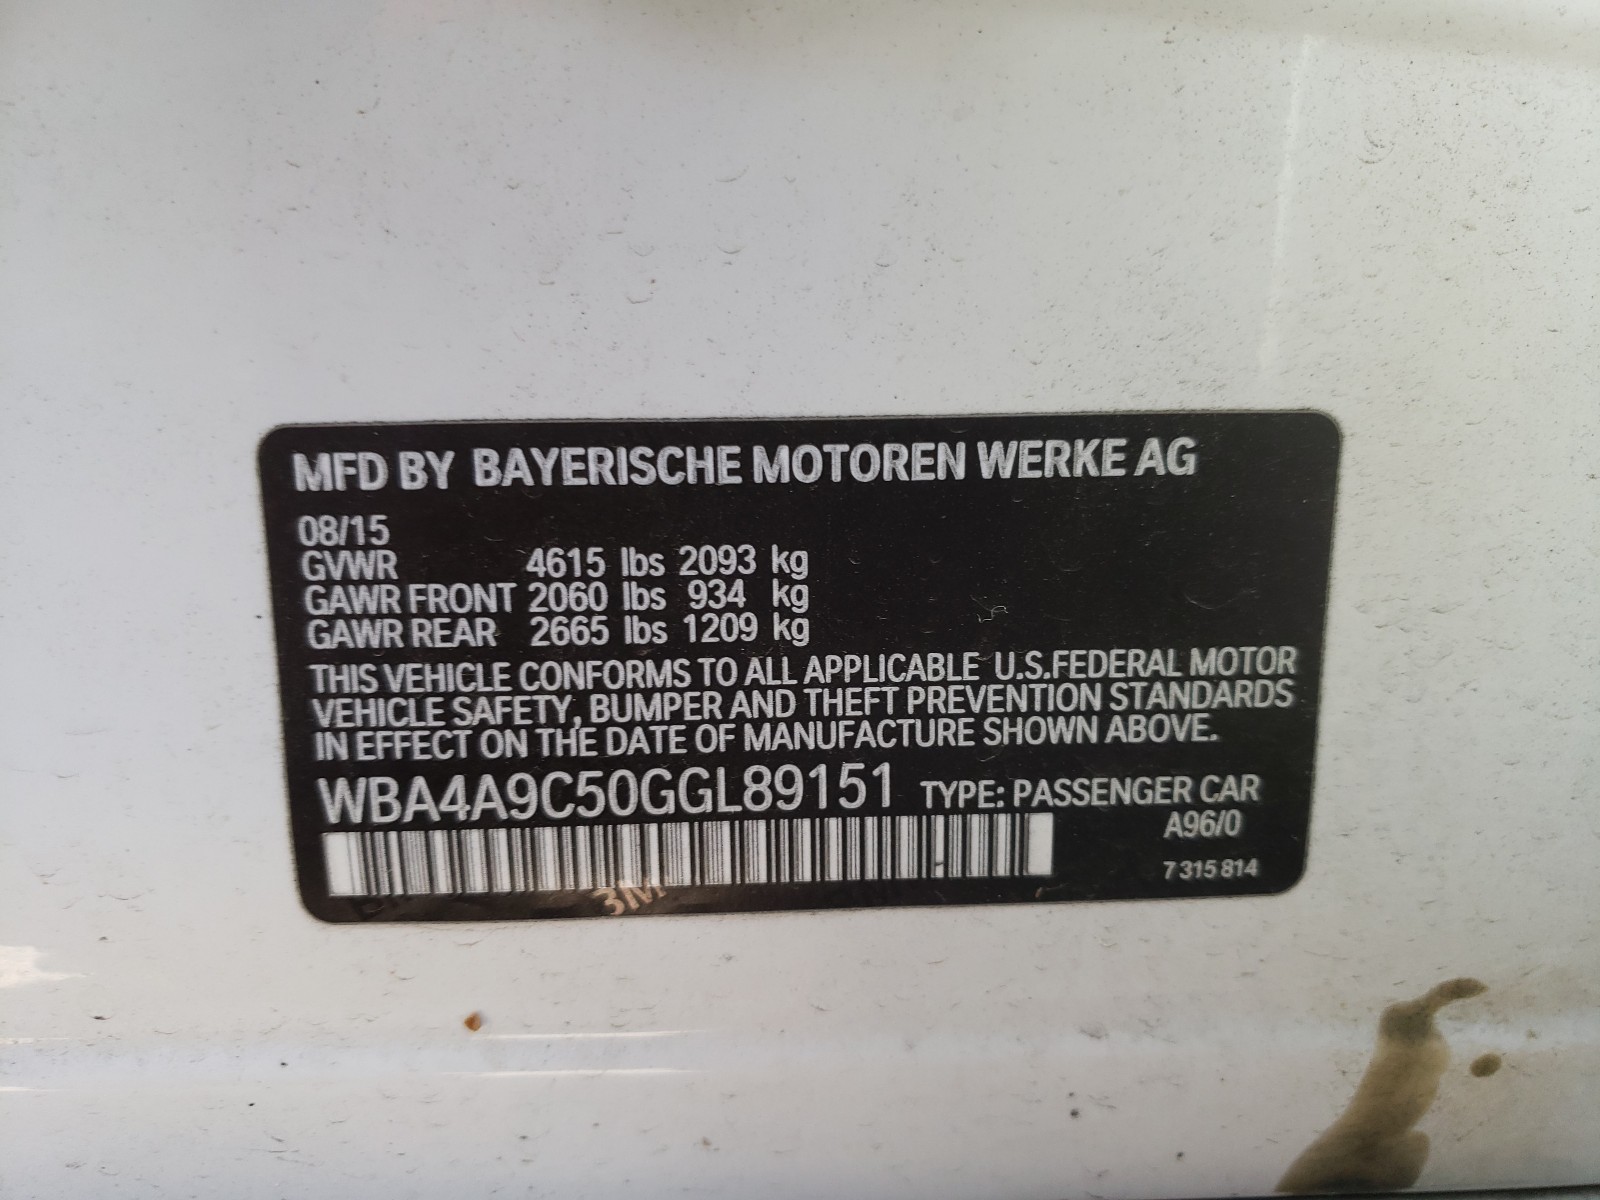 MFD BY BAYERISCHE MOTOREN WERKE AG
08/15
GVWR 4615 lbs 2093 kg
GAWR FRONT 2060 lbs 934 kg
GAWR REAR 2665 lbs 1209 kg
THIS VEHICLE CONFORMS TO ALL APPLICABLE U.S.FEDERAL MOTOR
VEHICLE SAFETY, BUMPER AND THEFT PREVENTION STANDARDS
IN EFFECT ON THE DATE OF MANUFACTURE SHOWN ABOVE.
WBA4A9C50GGL89151 TYPE: PASSENGER CAR
A96/0
7 315 814
3M